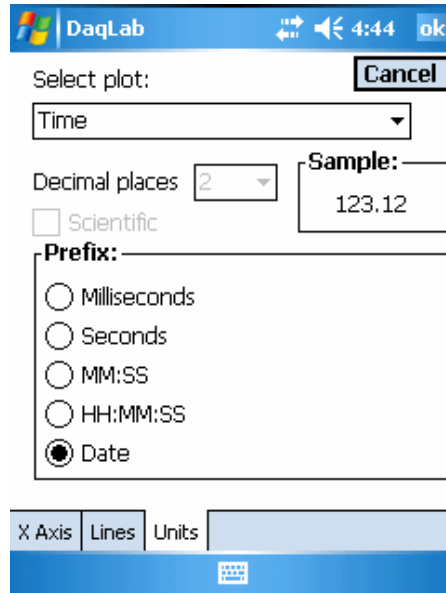 DaqLab 4:44 ok
Select plot:
Cancel
Time
Decimal places 2
Sample:
123.12
Scientific
Prefix:
Milliseconds
Seconds
MM:SS
HH:MM:SS
Date
X Axis Lines Units